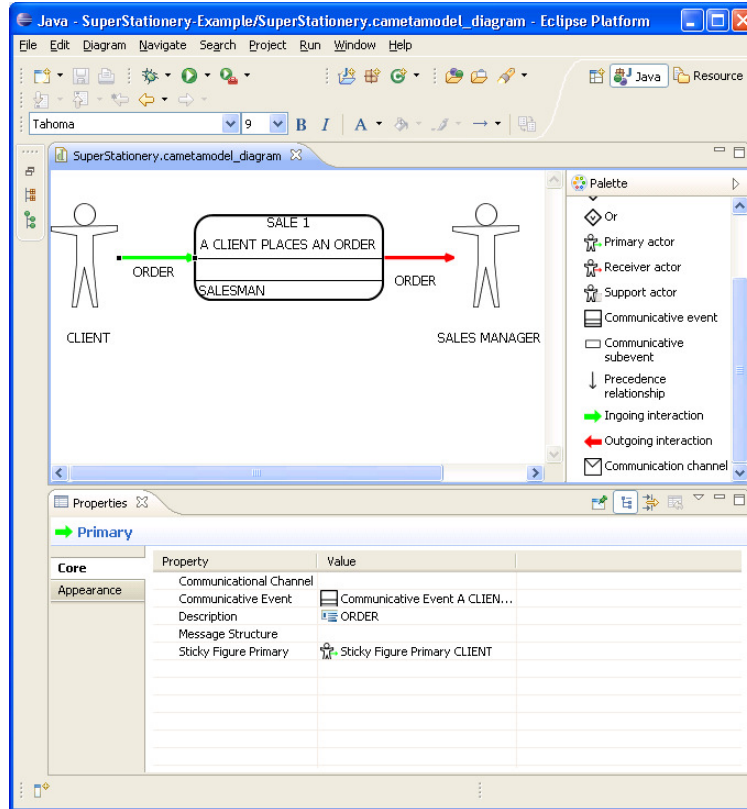 Java - SuperStationery-Example/SuperStationery.cametamodel_diagram - Eclipse Platform
File Edit Diagram Navigate Search Project Run Window Help
Java Resource
Tahoma 9 B I A
SuperStationery.cametamodel_diagram
Palette
Or
Primary actor
Receiver actor
Support actor
Communicative event
Communicative
subevent
Precedence
relationship
Ingoing interaction
Outgoing interaction
Communication channel
SALE 1
A CLIENT PLACES AN ORDER
ORDER
ORDER
SALESMAN
CLIENT
SALES MANAGER
Properties
Primary
Core
Appearance
Property Value
Communicational Channel
Communicative Event Communicative Event A CLIEN...
Description ORDER
Message Structure
Sticky Figure Primary Sticky Figure Primary CLIENT